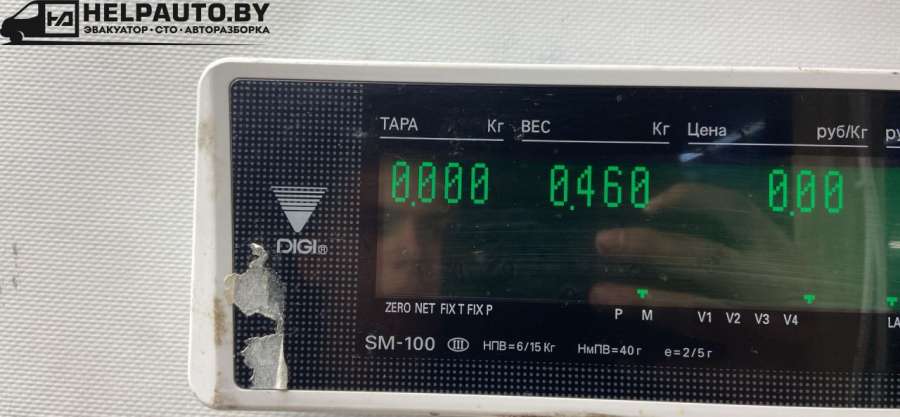 HELPAUTO.BY
ЭВАКУАТОР • СТО • АВТОРАЗБОРКА
ТАРА Кг ВЕС Кг Цена руб/Кг
0.000 0.460 0.00
DIGI®
ZERO NET FIX T FIX P P M V1 V2 V3 V4
SM-100 III НПВ=6/15 Кг НмПВ=40 г e=2/5 г